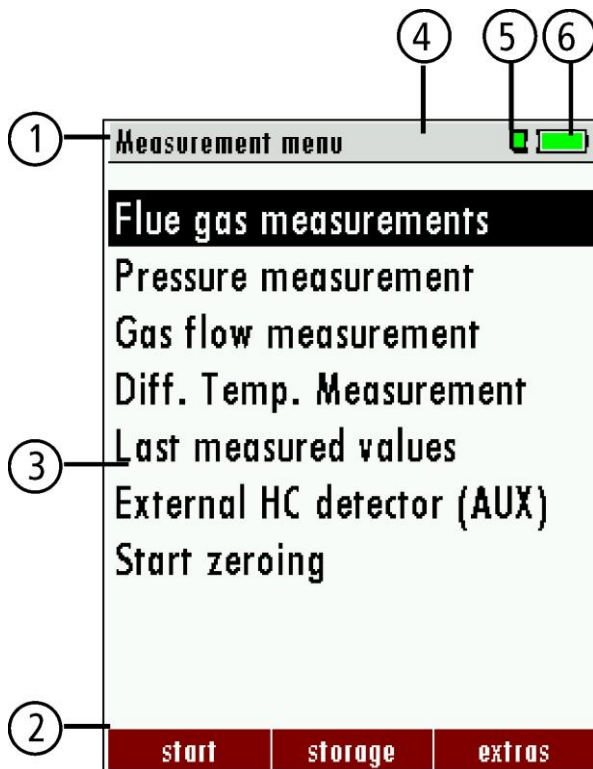 4 5 6
1 Measurement menu
Flue gas measurements
Pressure measurement
Gas flow measurement
Diff. Temp. Measurement
3 Last measured values
External HC detector (AUX)
Start zeroing
2
start storage extras